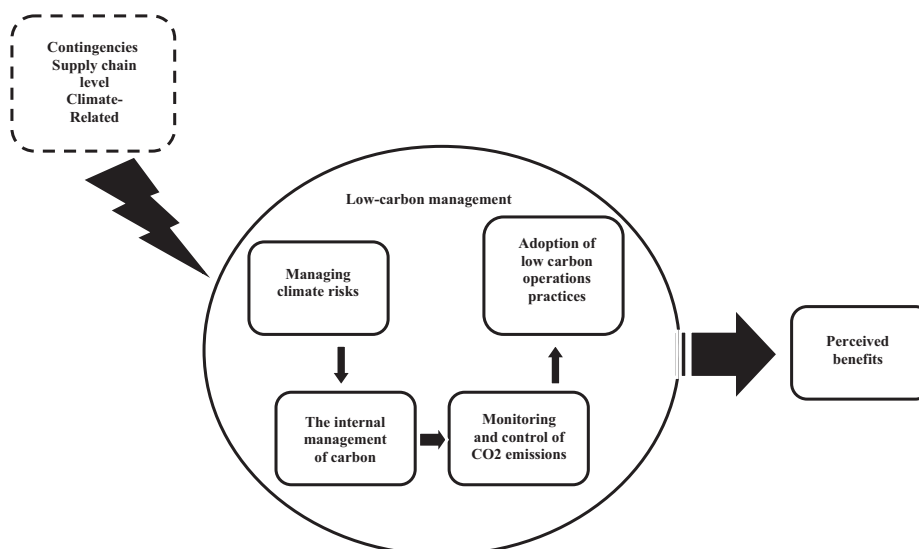 Contingencies
Supply chain
level
Climate-
Related
Low-carbon management
Managing
climate risks
Adoption of
low carbon
operations
practices
The internal
management
of carbon
Monitoring
and control of
CO2 emissions
Perceived
benefits